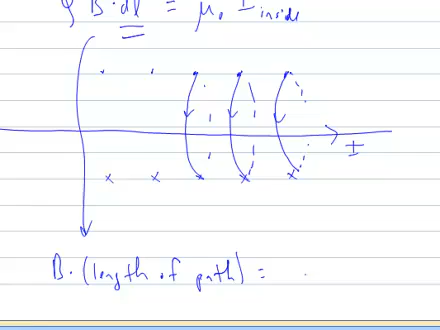 ∮ B·dl = μ₀ I inside
I
B·(length of path) =